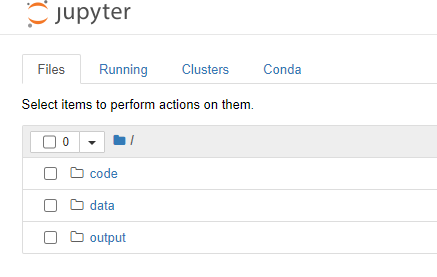 jupyter
Files Running Clusters Conda
Select items to perform actions on them.
0 /
code
data
output